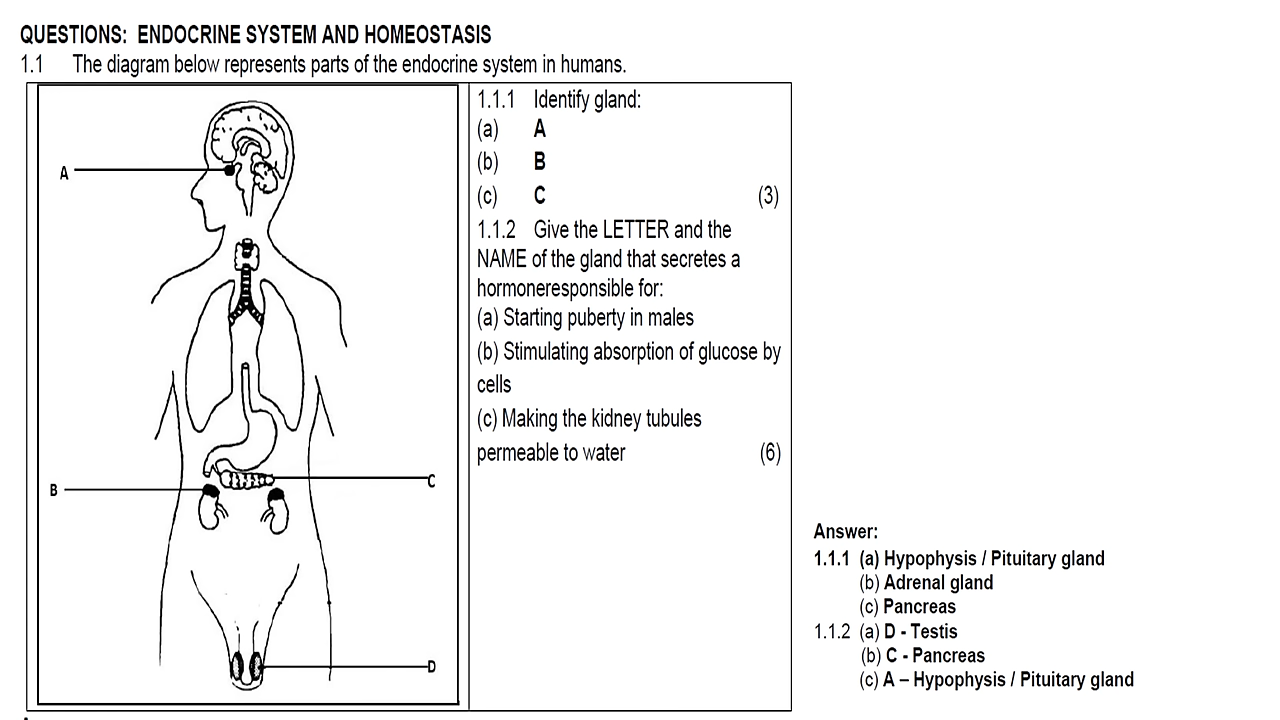 QUESTIONS: ENDOCRINE SYSTEM AND HOMEOSTASIS
1.1 The diagram below represents parts of the endocrine system in humans.
A
B
C
D
1.1.1 Identify gland:
(a) A
(b) B
(c) C (3)
1.1.2 Give the LETTER and the
NAME of the gland that secretes a
hormoneresponsible for:
(a) Starting puberty in males
(b) Stimulating absorption of glucose by
cells
(c) Making the kidney tubules
permeable to water (6)
Answer:
1.1.1 (a) Hypophysis / Pituitary gland
(b) Adrenal gland
(c) Pancreas
1.1.2 (a) D - Testis
(b) C - Pancreas
(c) A – Hypophysis / Pituitary gland